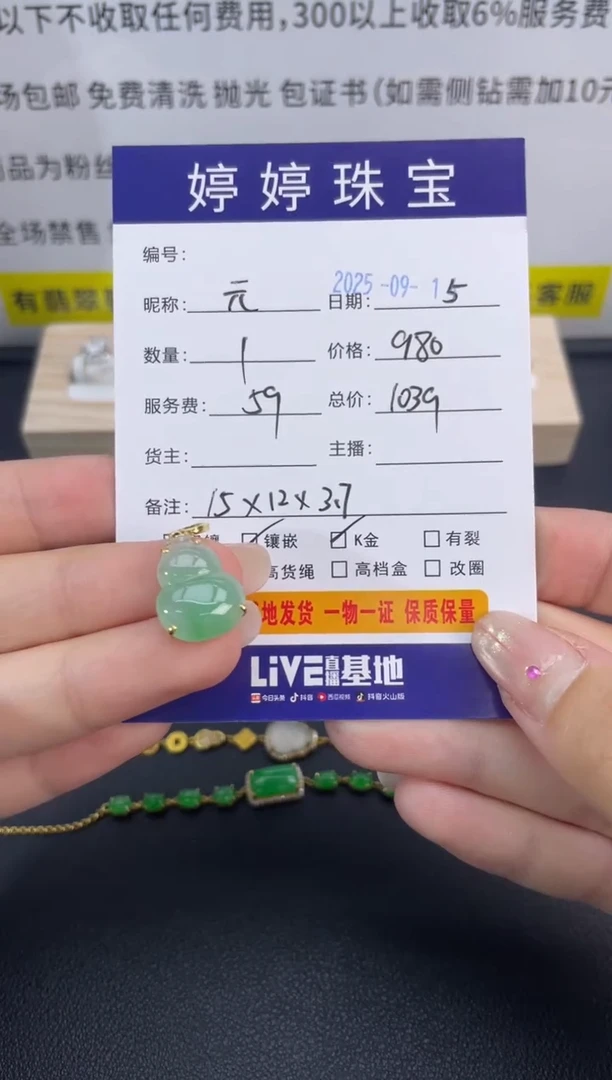 以下不收取任何费用,300以上收取6%服务费
场包邮 免费清洗 抛光 包证书(如需侧钻需加10元
品为粉丝
全场禁售
有翡翠 客服
婷婷珠宝
编号:
昵称: 元 日期: 2025-09-15
数量: 1 价格: 980
服务费: 59 总价: 1039
货主: 主播:
备注: 15×12×3.7
镶嵌 K金 有裂
高货绳 高档盒 改圈
地发货 一物一证 保质保量
LiVE直播基地
今日头条 抖音 西瓜视频 抖音火山版